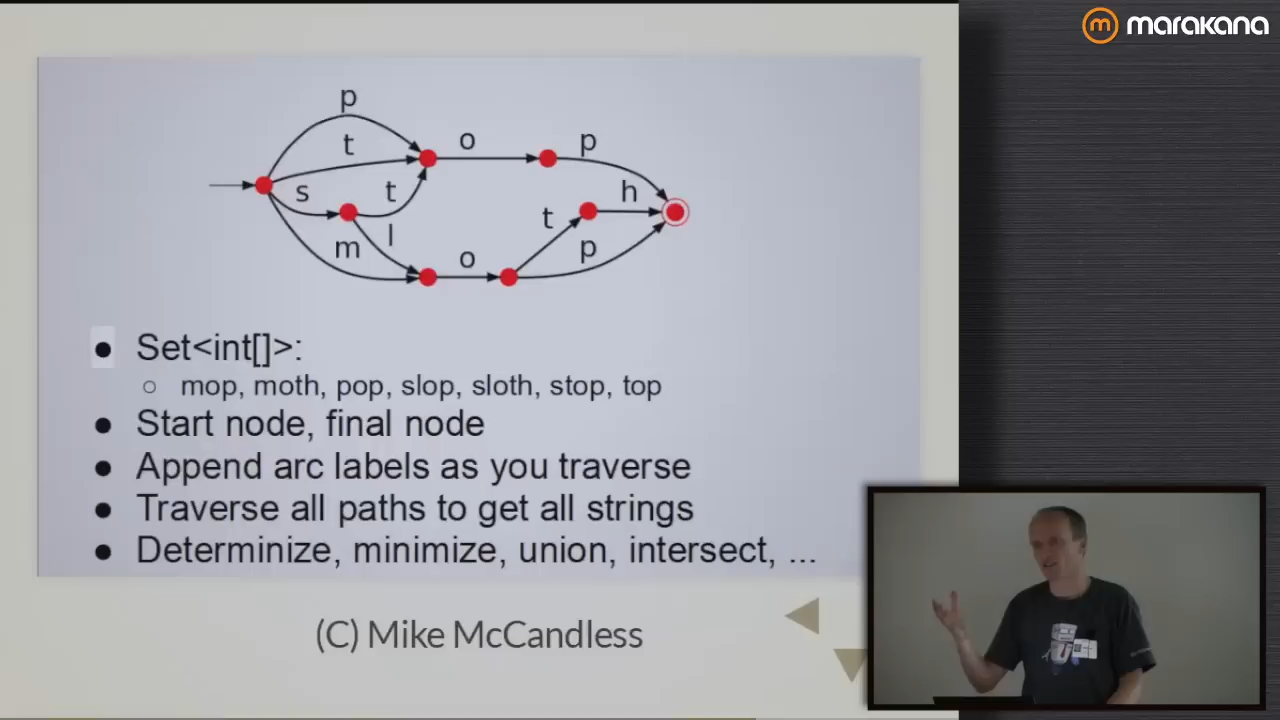 marakana
p
t
o
p
s
t
h
t
l
m
o
p
Set<int[]>:
mop, moth, pop, slop, sloth, stop, top
Start node, final node
Append arc labels as you traverse
Traverse all paths to get all strings
Determinize, minimize, union, intersect, ...
(C) Mike McCandless